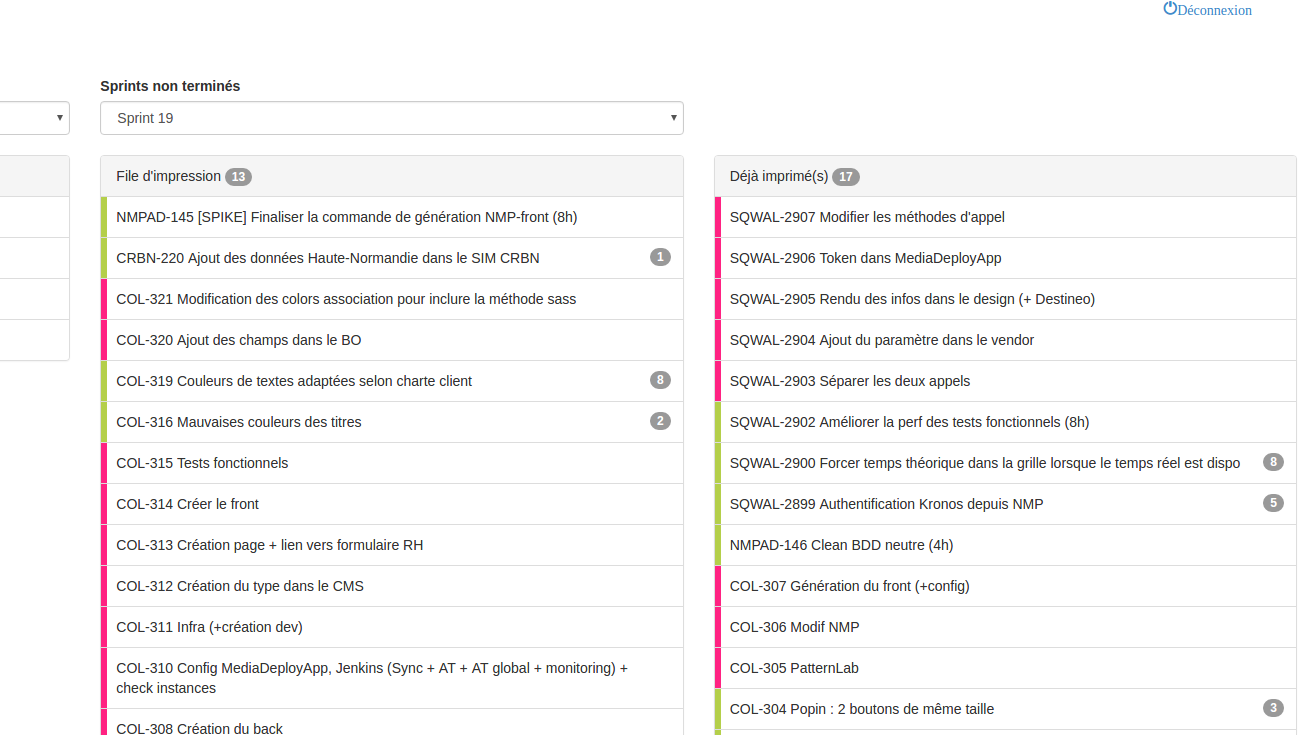 Déconnexion
Sprints non terminés
Sprint 19
File d'impression 13
NMPAD-145 [SPIKE] Finaliser la commande de génération NMP-front (8h)
CRBN-220 Ajout des données Haute-Normandie dans le SIM CRBN 1
COL-321 Modification des colors association pour inclure la méthode sass
COL-320 Ajout des champs dans le BO
COL-319 Couleurs de textes adaptées selon charte client 8
COL-316 Mauvaises couleurs des titres 2
COL-315 Tests fonctionnels
COL-314 Créer le front
COL-313 Création page + lien vers formulaire RH
COL-312 Création du type dans le CMS
COL-311 Infra (+création dev)
COL-310 Config MediaDeployApp, Jenkins (Sync + AT + AT global + monitoring) +
check instances
COL-308 Création du back
Déjà imprimé(s) 17
SQWAL-2907 Modifier les méthodes d'appel
SQWAL-2906 Token dans MediaDeployApp
SQWAL-2905 Rendu des infos dans le design (+ Destineo)
SQWAL-2904 Ajout du paramètre dans le vendor
SQWAL-2903 Séparer les deux appels
SQWAL-2902 Améliorer la perf des tests fonctionnels (8h)
SQWAL-2900 Forcer temps théorique dans la grille lorsque le temps réel est dispo 8
SQWAL-2899 Authentification Kronos depuis NMP 5
NMPAD-146 Clean BDD neutre (4h)
COL-307 Génération du front (+config)
COL-306 Modif NMP
COL-305 PatternLab
COL-304 Popin : 2 boutons de même taille 3